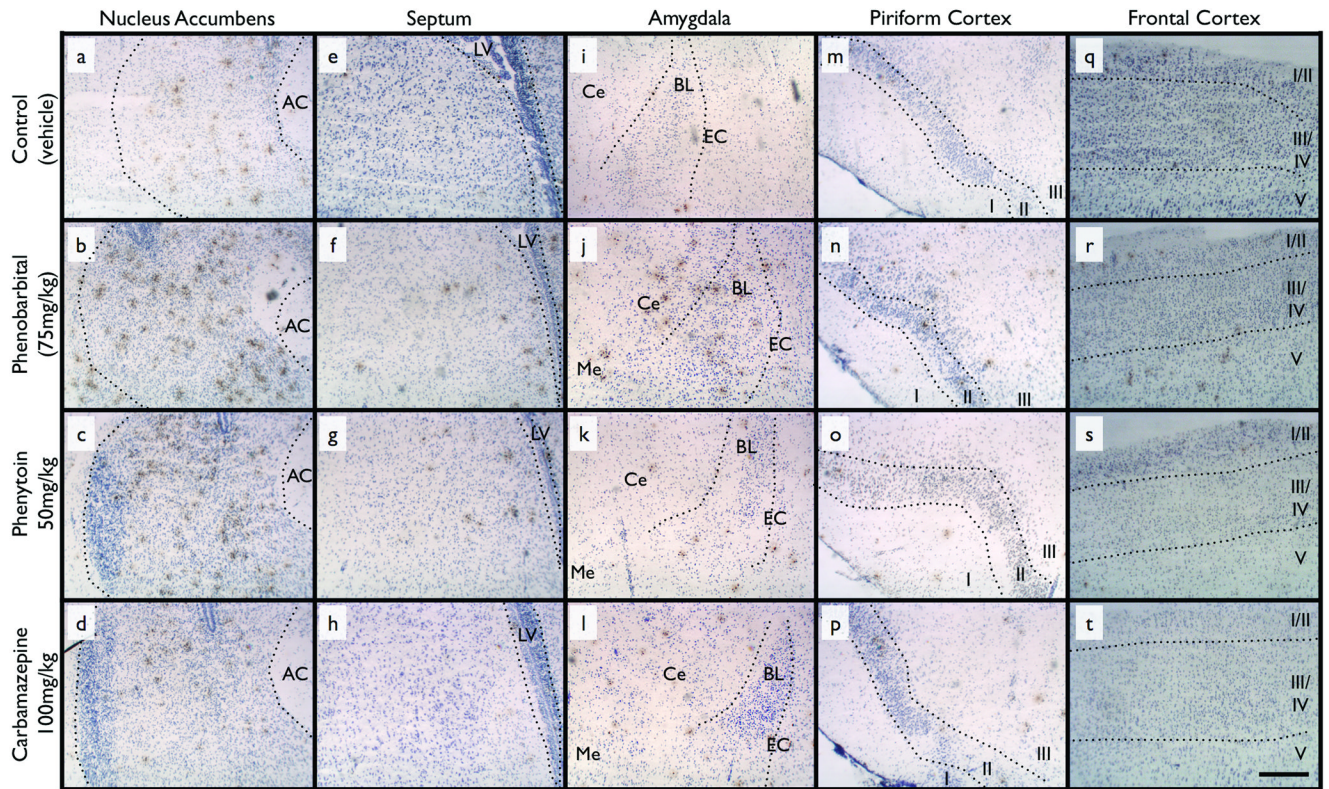 Nucleus Accumbens
Septum
Amygdala
Piriform Cortex
Frontal Cortex
Control
(vehicle)
a
AC
e
LV
i
Ce
BL
EC
m
I
II
III
q
I/II
III/
IV
V
Phenobarbital
(75mg/kg)
b
AC
f
LV
j
Ce
BL
EC
Me
n
I
II
III
r
I/II
III/
IV
V
Phenytoin
50mg/kg
c
AC
g
LV
k
BL
Ce
EC
Me
o
I
II
III
s
I/II
III/
IV
V
Carbamazepine
100mg/kg
d
AC
h
LV
l
Ce
BL
EC
Me
p
I
II
III
t
I/II
III/
IV
V